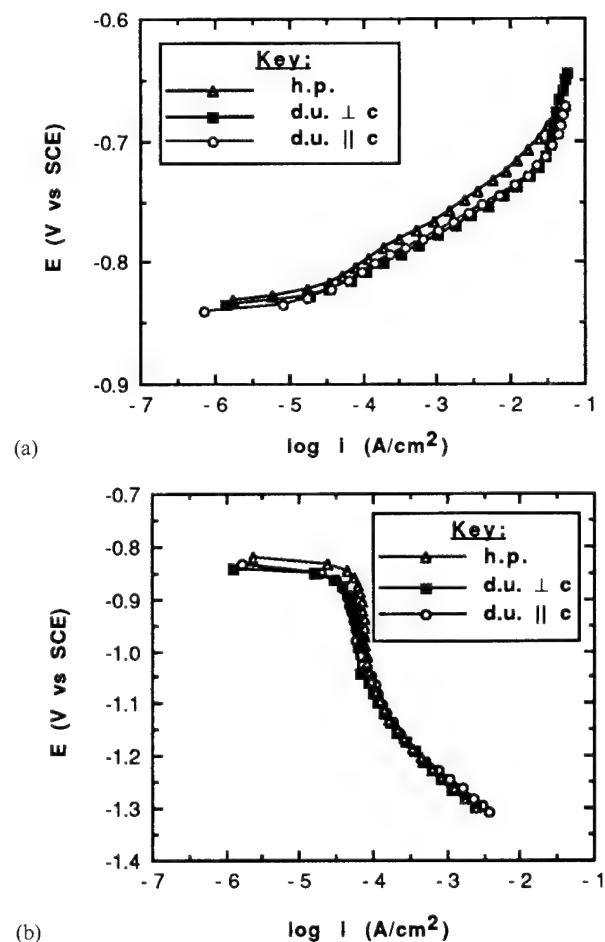 -0.6
-0.7
-0.8
-0.9
E (V vs SCE)
Key:
h.p.
d.u. ⊥ c
d.u. || c
-7 -6 -5 -4 -3 -2 -1
log i (A/cm²)
(a)
-0.7
-0.8
-0.9
-1.0
-1.1
-1.2
-1.3
-1.4
E (V vs SCE)
Key:
h.p.
d.u. ⊥ c
d.u. || c
-7 -6 -5 -4 -3 -2 -1
log i (A/cm²)
(b)